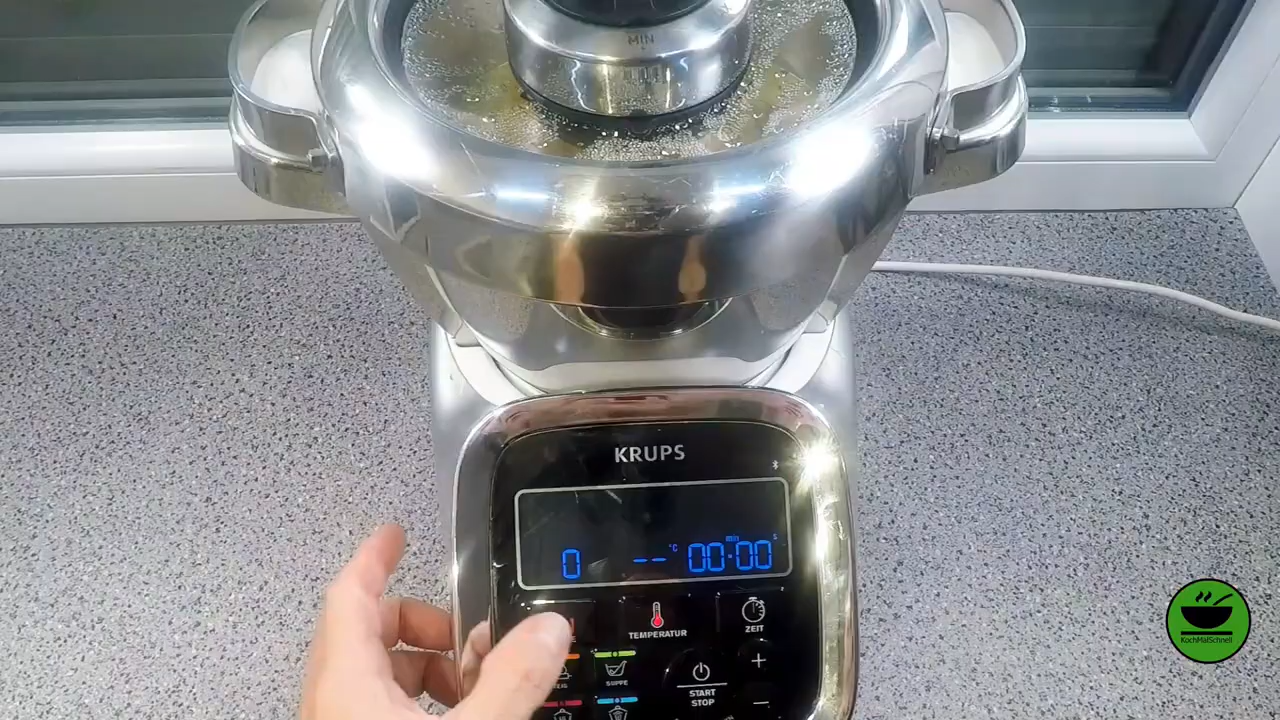 MIN
KRUPS
0 --°C 00:00 min s
TEMPERATUR
ZEIT
+
SUPPE
START
STOP
−
KochMalSchnell